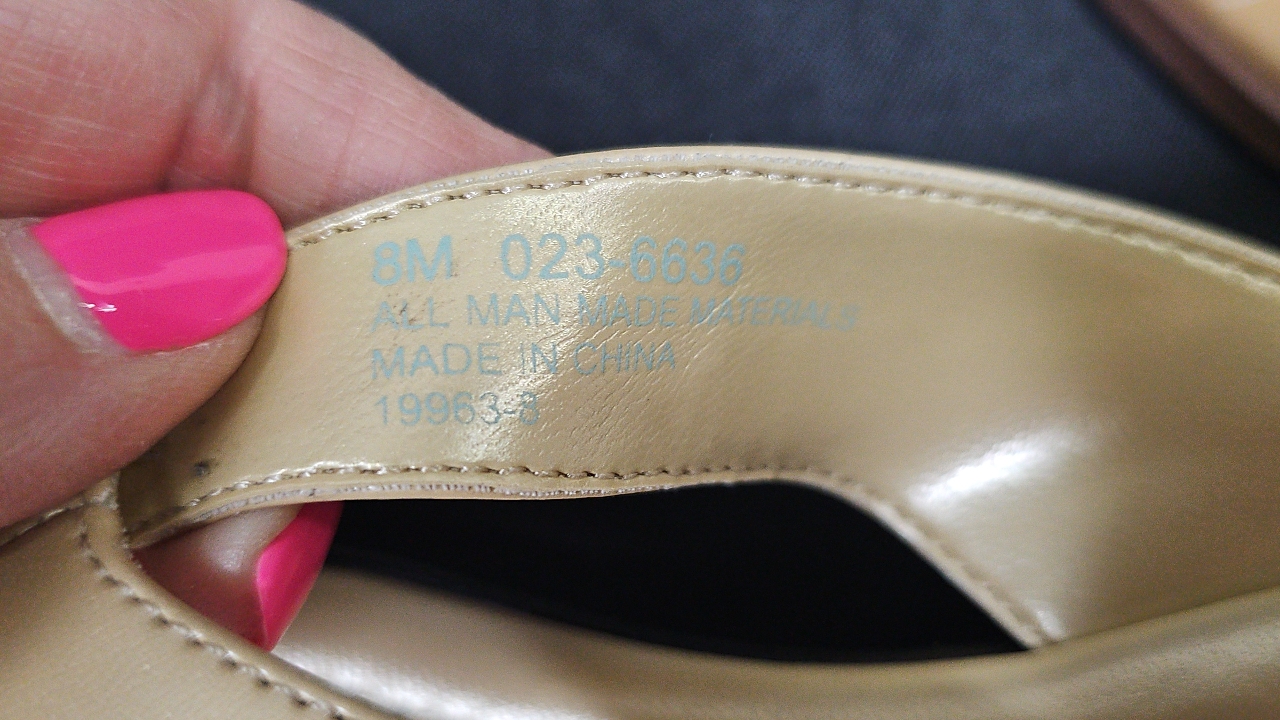 8M 023-6636
ALL MAN MADE MATERIALS
MADE IN CHINA
19963-8